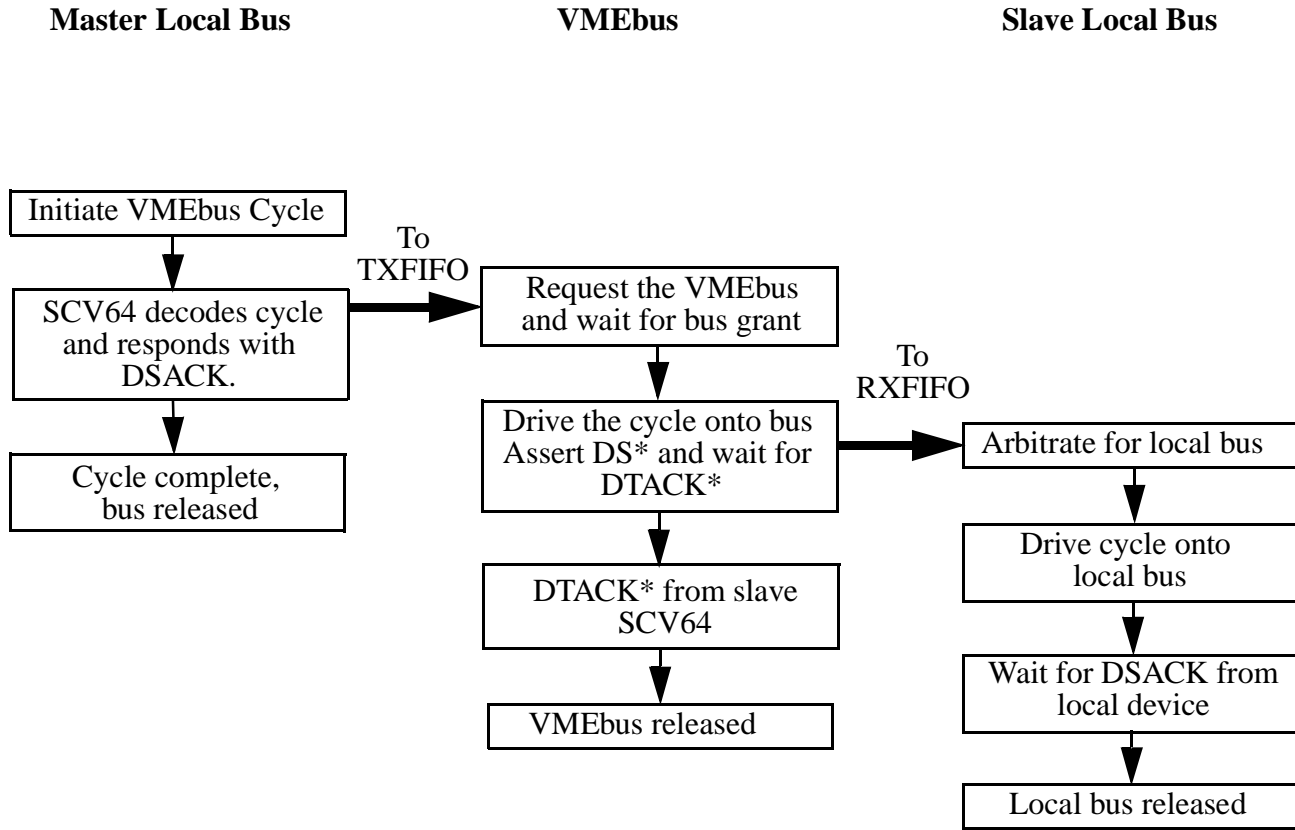 Master Local Bus
VMEbus
Slave Local Bus
Initiate VMEbus Cycle
SCV64 decodes cycle
and responds with
DSACK.
Cycle complete,
bus released
To
TXFIFO
Request the VMEbus
and wait for bus grant
Drive the cycle onto bus
Assert DS* and wait for
DTACK*
DTACK* from slave
SCV64
VMEbus released
To
RXFIFO
Arbitrate for local bus
Drive cycle onto
local bus
Wait for DSACK from
local device
Local bus released